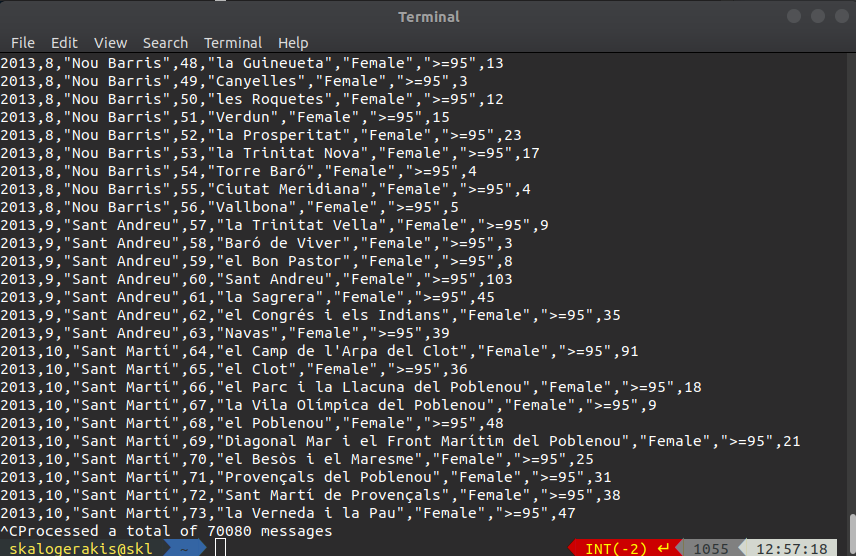 Terminal
File Edit View Search Terminal Help
2013,8,"Nou Barris",48,"la Guineueta","Female",">=95",13
2013,8,"Nou Barris",49,"Canyelles","Female",">=95",3
2013,8,"Nou Barris",50,"les Roquetes","Female",">=95",12
2013,8,"Nou Barris",51,"Verdun","Female",">=95",15
2013,8,"Nou Barris",52,"la Prosperitat","Female",">=95",23
2013,8,"Nou Barris",53,"la Trinitat Nova","Female",">=95",17
2013,8,"Nou Barris",54,"Torre Baró","Female",">=95",4
2013,8,"Nou Barris",55,"Ciutat Meridiana","Female",">=95",4
2013,8,"Nou Barris",56,"Vallbona","Female",">=95",5
2013,9,"Sant Andreu",57,"la Trinitat Vella","Female",">=95",9
2013,9,"Sant Andreu",58,"Baró de Viver","Female",">=95",3
2013,9,"Sant Andreu",59,"el Bon Pastor","Female",">=95",8
2013,9,"Sant Andreu",60,"Sant Andreu","Female",">=95",103
2013,9,"Sant Andreu",61,"la Sagrera","Female",">=95",45
2013,9,"Sant Andreu",62,"el Congrés i els Indians","Female",">=95",35
2013,9,"Sant Andreu",63,"Navas","Female",">=95",39
2013,10,"Sant Martí",64,"el Camp de l'Arpa del Clot","Female",">=95",91
2013,10,"Sant Martí",65,"el Clot","Female",">=95",36
2013,10,"Sant Martí",66,"el Parc i la Llacuna del Poblenou","Female",">=95",18
2013,10,"Sant Martí",67,"la Vila Olímpica del Poblenou","Female",">=95",9
2013,10,"Sant Martí",68,"el Poblenou","Female",">=95",48
2013,10,"Sant Martí",69,"Diagonal Mar i el Front Marítim del Poblenou","Female",">=95",21
2013,10,"Sant Martí",70,"el Besòs i el Maresme","Female",">=95",25
2013,10,"Sant Martí",71,"Provençals del Poblenou","Female",">=95",31
2013,10,"Sant Martí",72,"Sant Martí de Provençals","Female",">=95",38
2013,10,"Sant Martí",73,"la Verneda i la Pau","Female",">=95",47
^CProcessed a total of 70080 messages
skalogerakis@skl ~ INT(-2) ↵ 1055 12:57:18